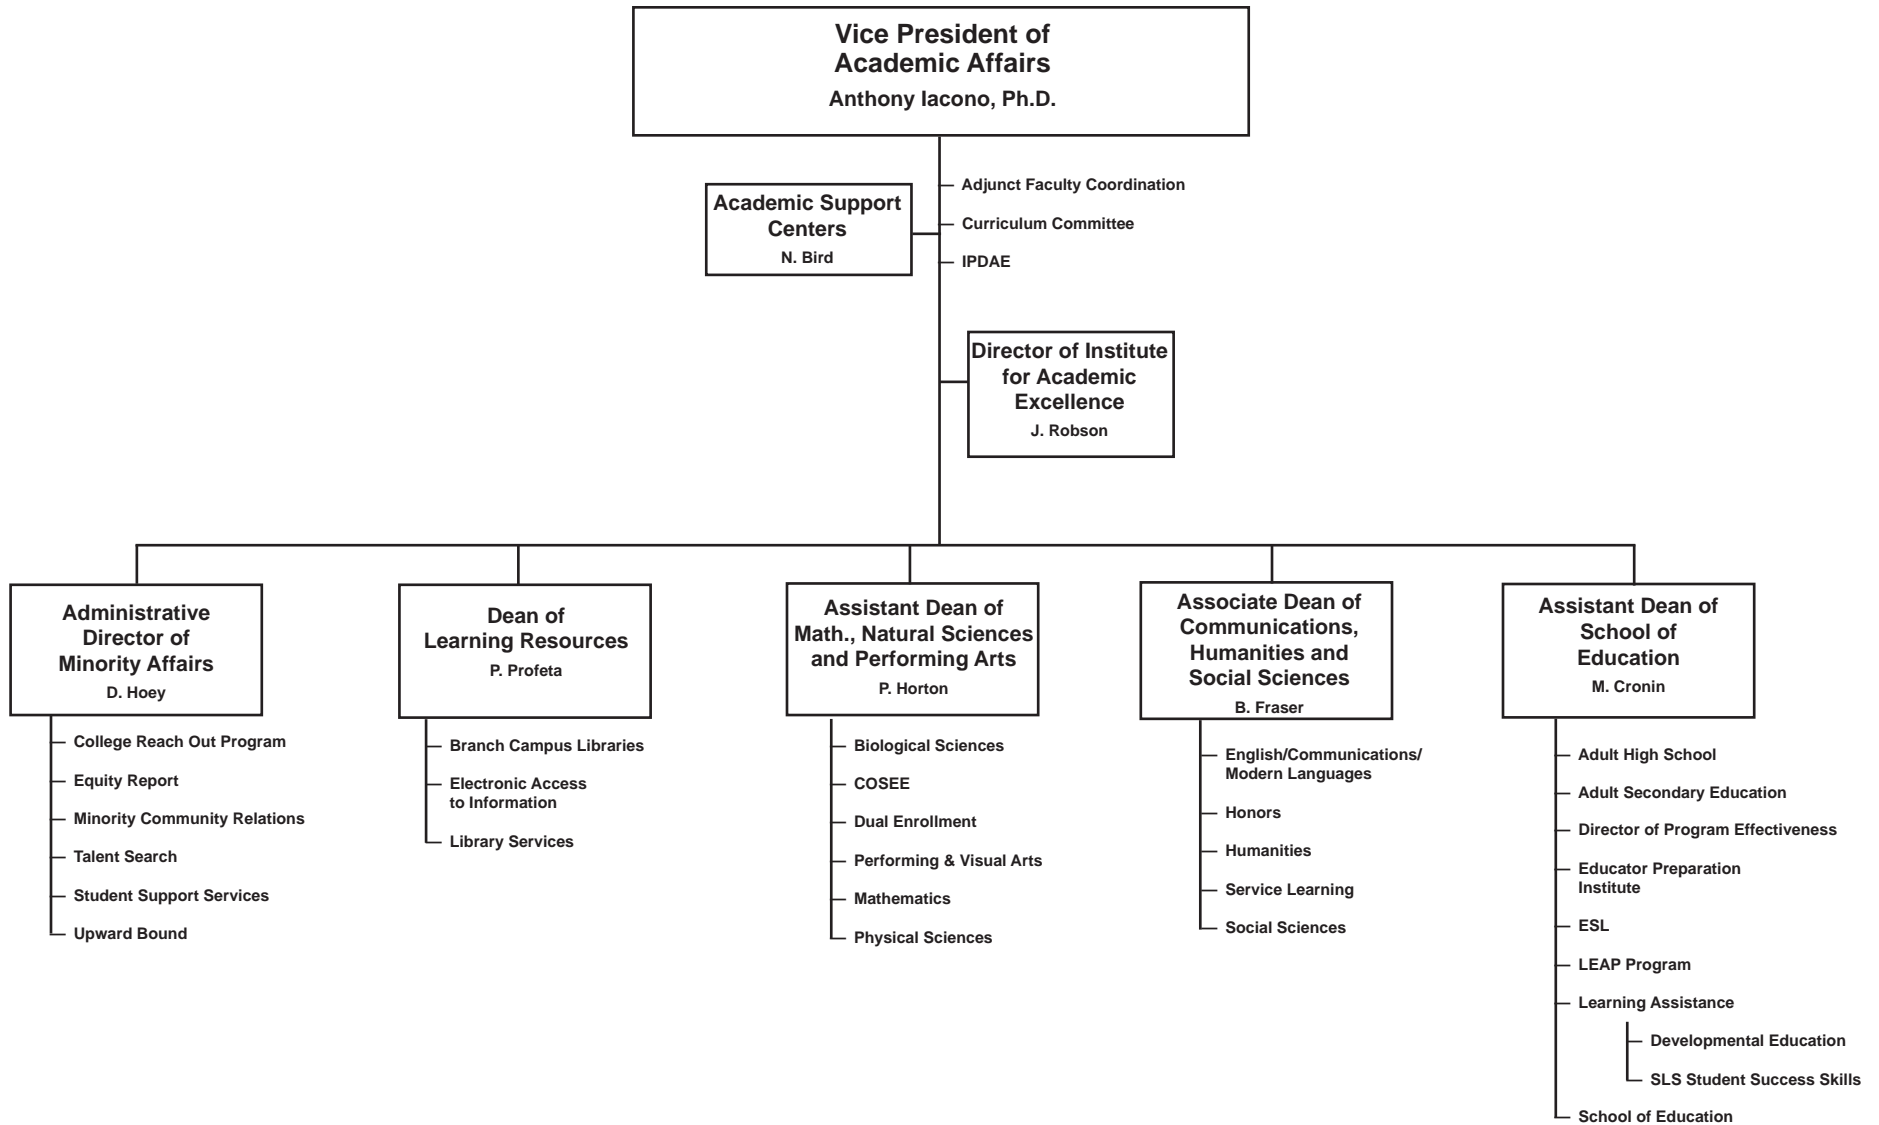 Vice President of
Academic Affairs
Anthony Iacono, Ph.D.
Academic Support
Centers
N. Bird
Adjunct Faculty Coordination
Curriculum Committee
IPDAE
Director of Institute
for Academic
Excellence
J. Robson
Administrative
Director of
Minority Affairs
D. Hoey
College Reach Out Program
Equity Report
Minority Community Relations
Talent Search
Student Support Services
Upward Bound
Dean of
Learning Resources
P. Profeta
Branch Campus Libraries
Electronic Access
to Information
Library Services
Assistant Dean of
Math., Natural Sciences
and Performing Arts
P. Horton
Biological Sciences
COSEE
Dual Enrollment
Performing & Visual Arts
Mathematics
Physical Sciences
Associate Dean of
Communications,
Humanities and
Social Sciences
B. Fraser
English/Communications/
Modern Languages
Honors
Humanities
Service Learning
Social Sciences
Assistant Dean of
School of
Education
M. Cronin
Adult High School
Adult Secondary Education
Director of Program Effectiveness
Educator Preparation
Institute
ESL
LEAP Program
Learning Assistance
Developmental Education
SLS Student Success Skills
School of Education